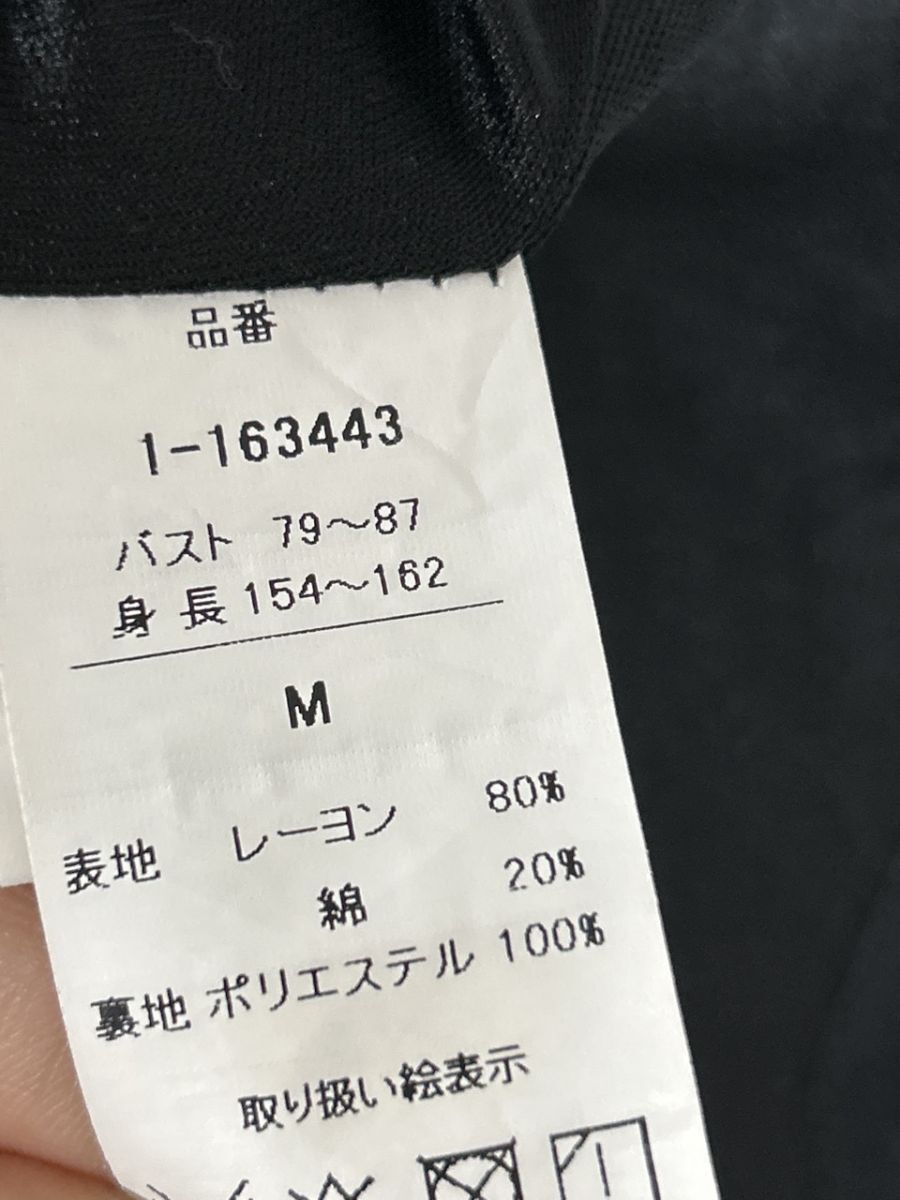 品番
1-163443
バスト 79～87
身長 154～162
M
表地 レーヨン 80%
綿 20%
裏地 ポリエステル 100%
取り扱い絵表示